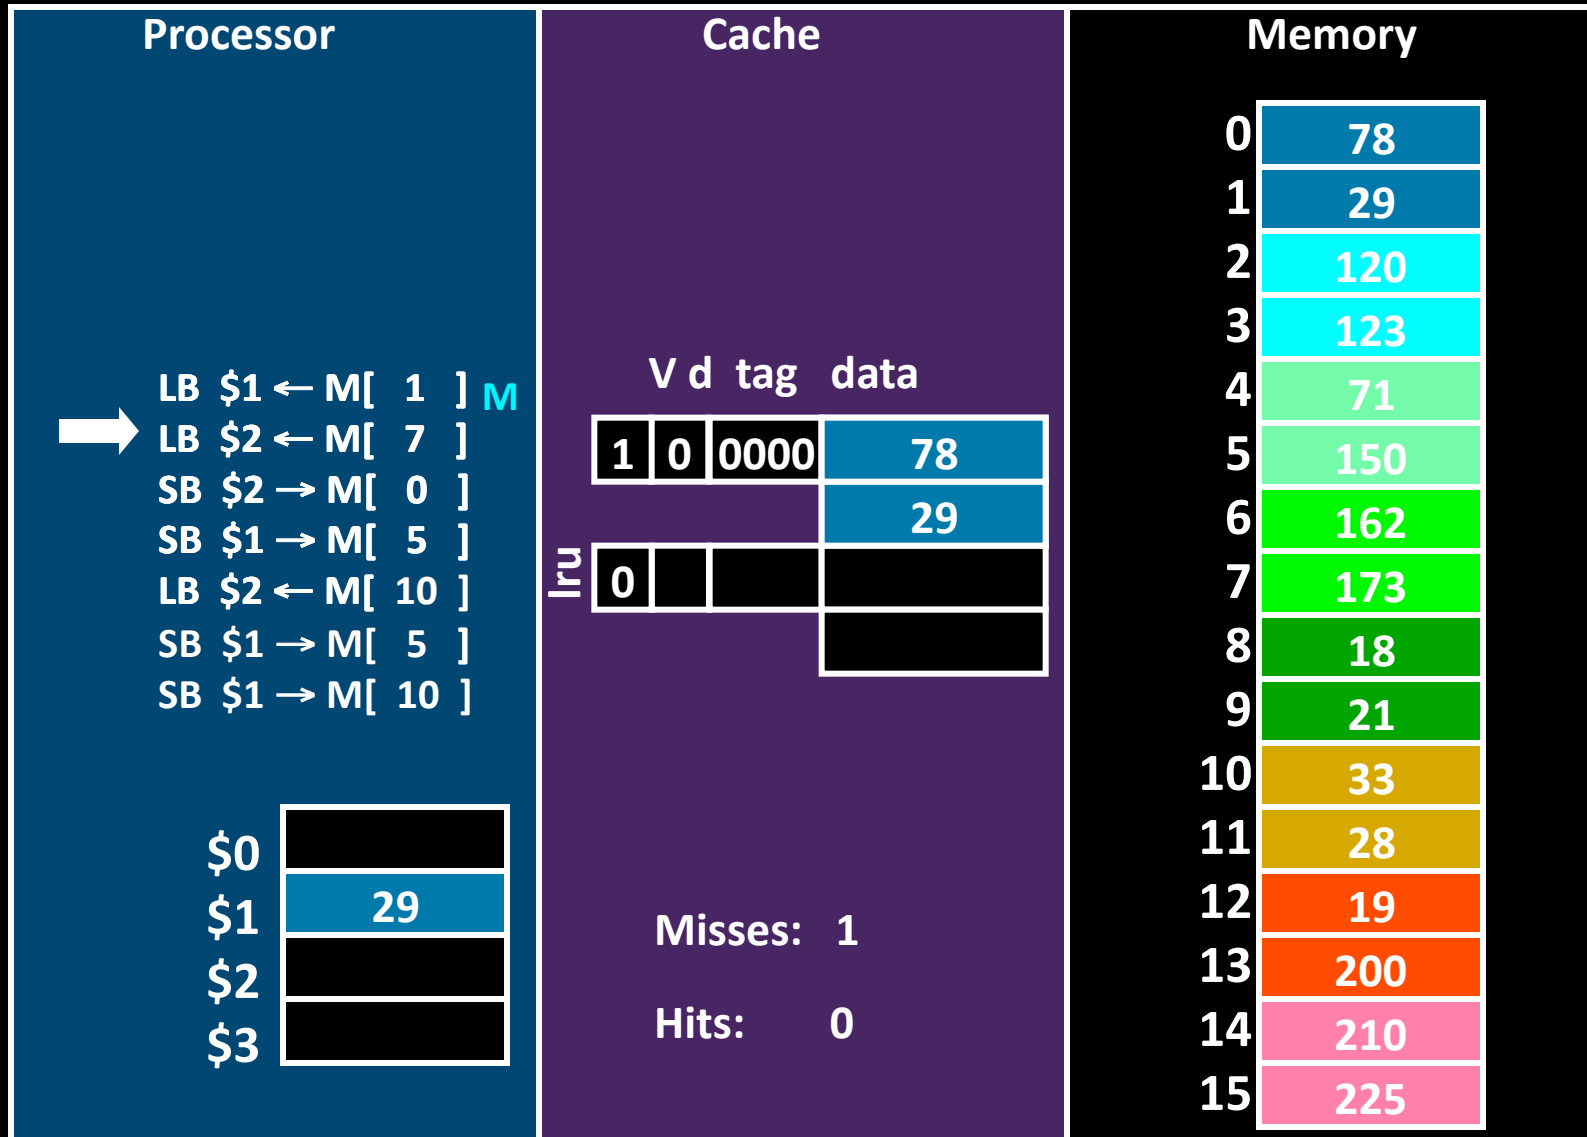 Processor
LB $1 ← M[ 1 ] M
LB $2 ← M[ 7 ]
SB $2 → M[ 0 ]
SB $1 → M[ 5 ]
LB $2 ← M[ 10 ]
SB $1 → M[ 5 ]
SB $1 → M[ 10 ]
$0
$1 29
$2
$3
Cache
V d tag data
1 0 0000 78
29
lru 0
Misses: 1
Hits: 0
Memory
0 78
1 29
2 120
3 123
4 71
5 150
6 162
7 173
8 18
9 21
10 33
11 28
12 19
13 200
14 210
15 225